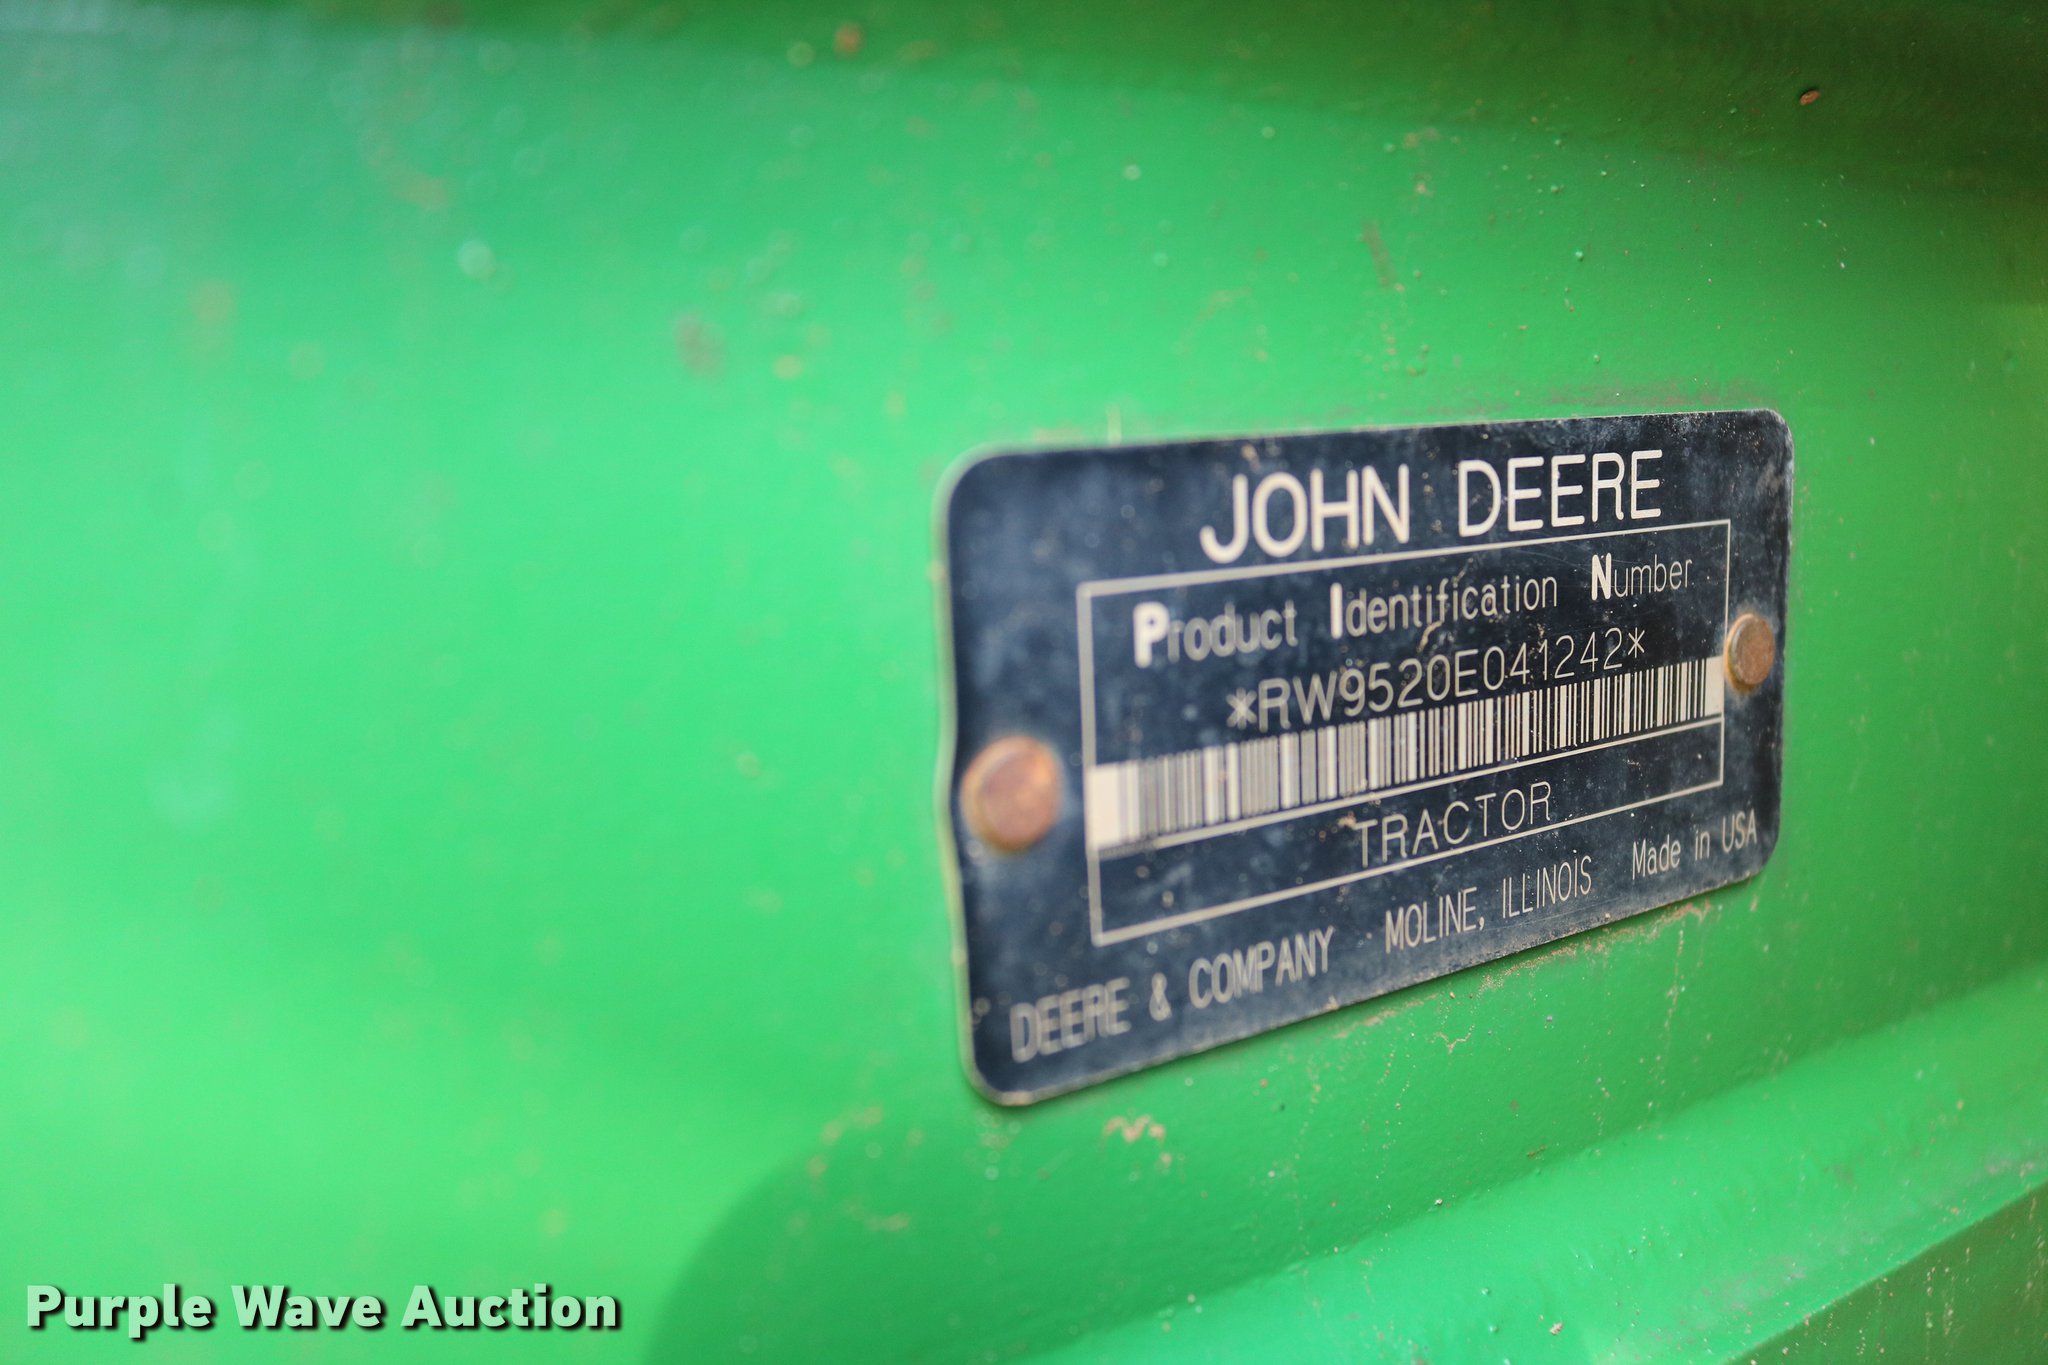 JOHN DEERE
Product Identification Number
*RW9520E041242*
TRACTOR
DEERE & COMPANY MOLINE, ILLINOIS Made in USA
Purple Wave Auction